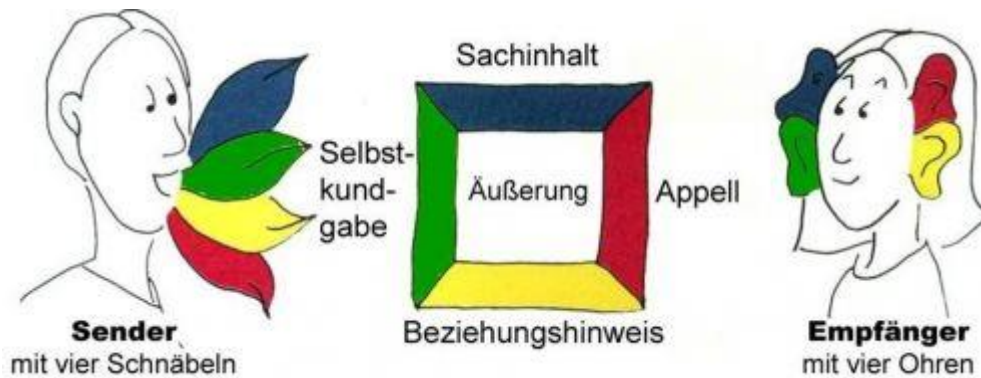 Sachinhalt
Selbst-
kund-
gabe
Äußerung
Appell
Beziehungshinweis
Sender
mit vier Schnäbeln
Empfänger
mit vier Ohren